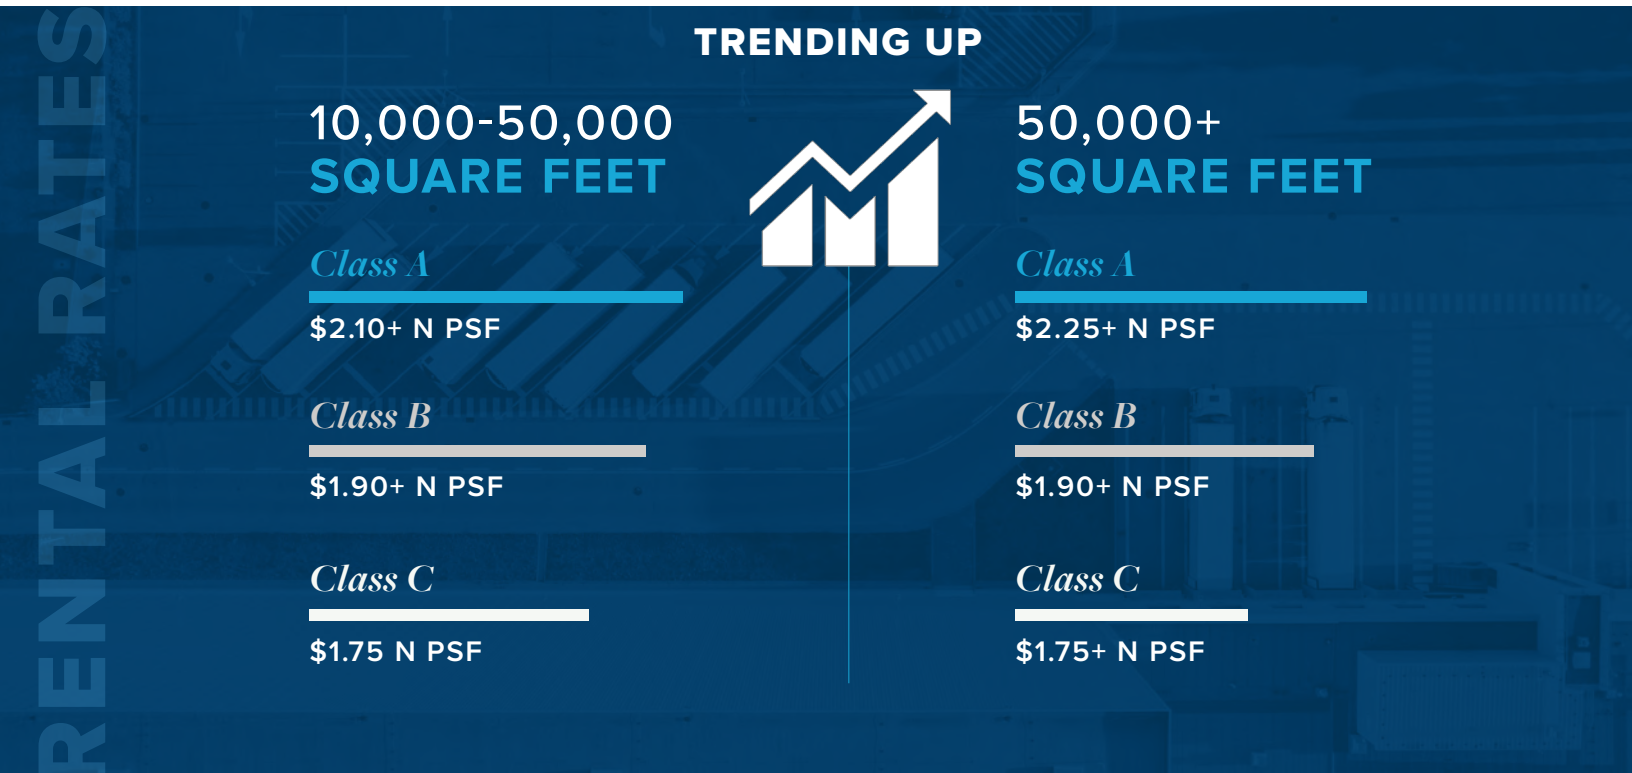 RENTAL RATES
TRENDING UP
10,000-50,000
SQUARE FEET
Class A
$2.10+ N PSF
Class B
$1.90+ N PSF
Class C
$1.75 N PSF
50,000+
SQUARE FEET
Class A
$2.25+ N PSF
Class B
$1.90+ N PSF
Class C
$1.75+ N PSF